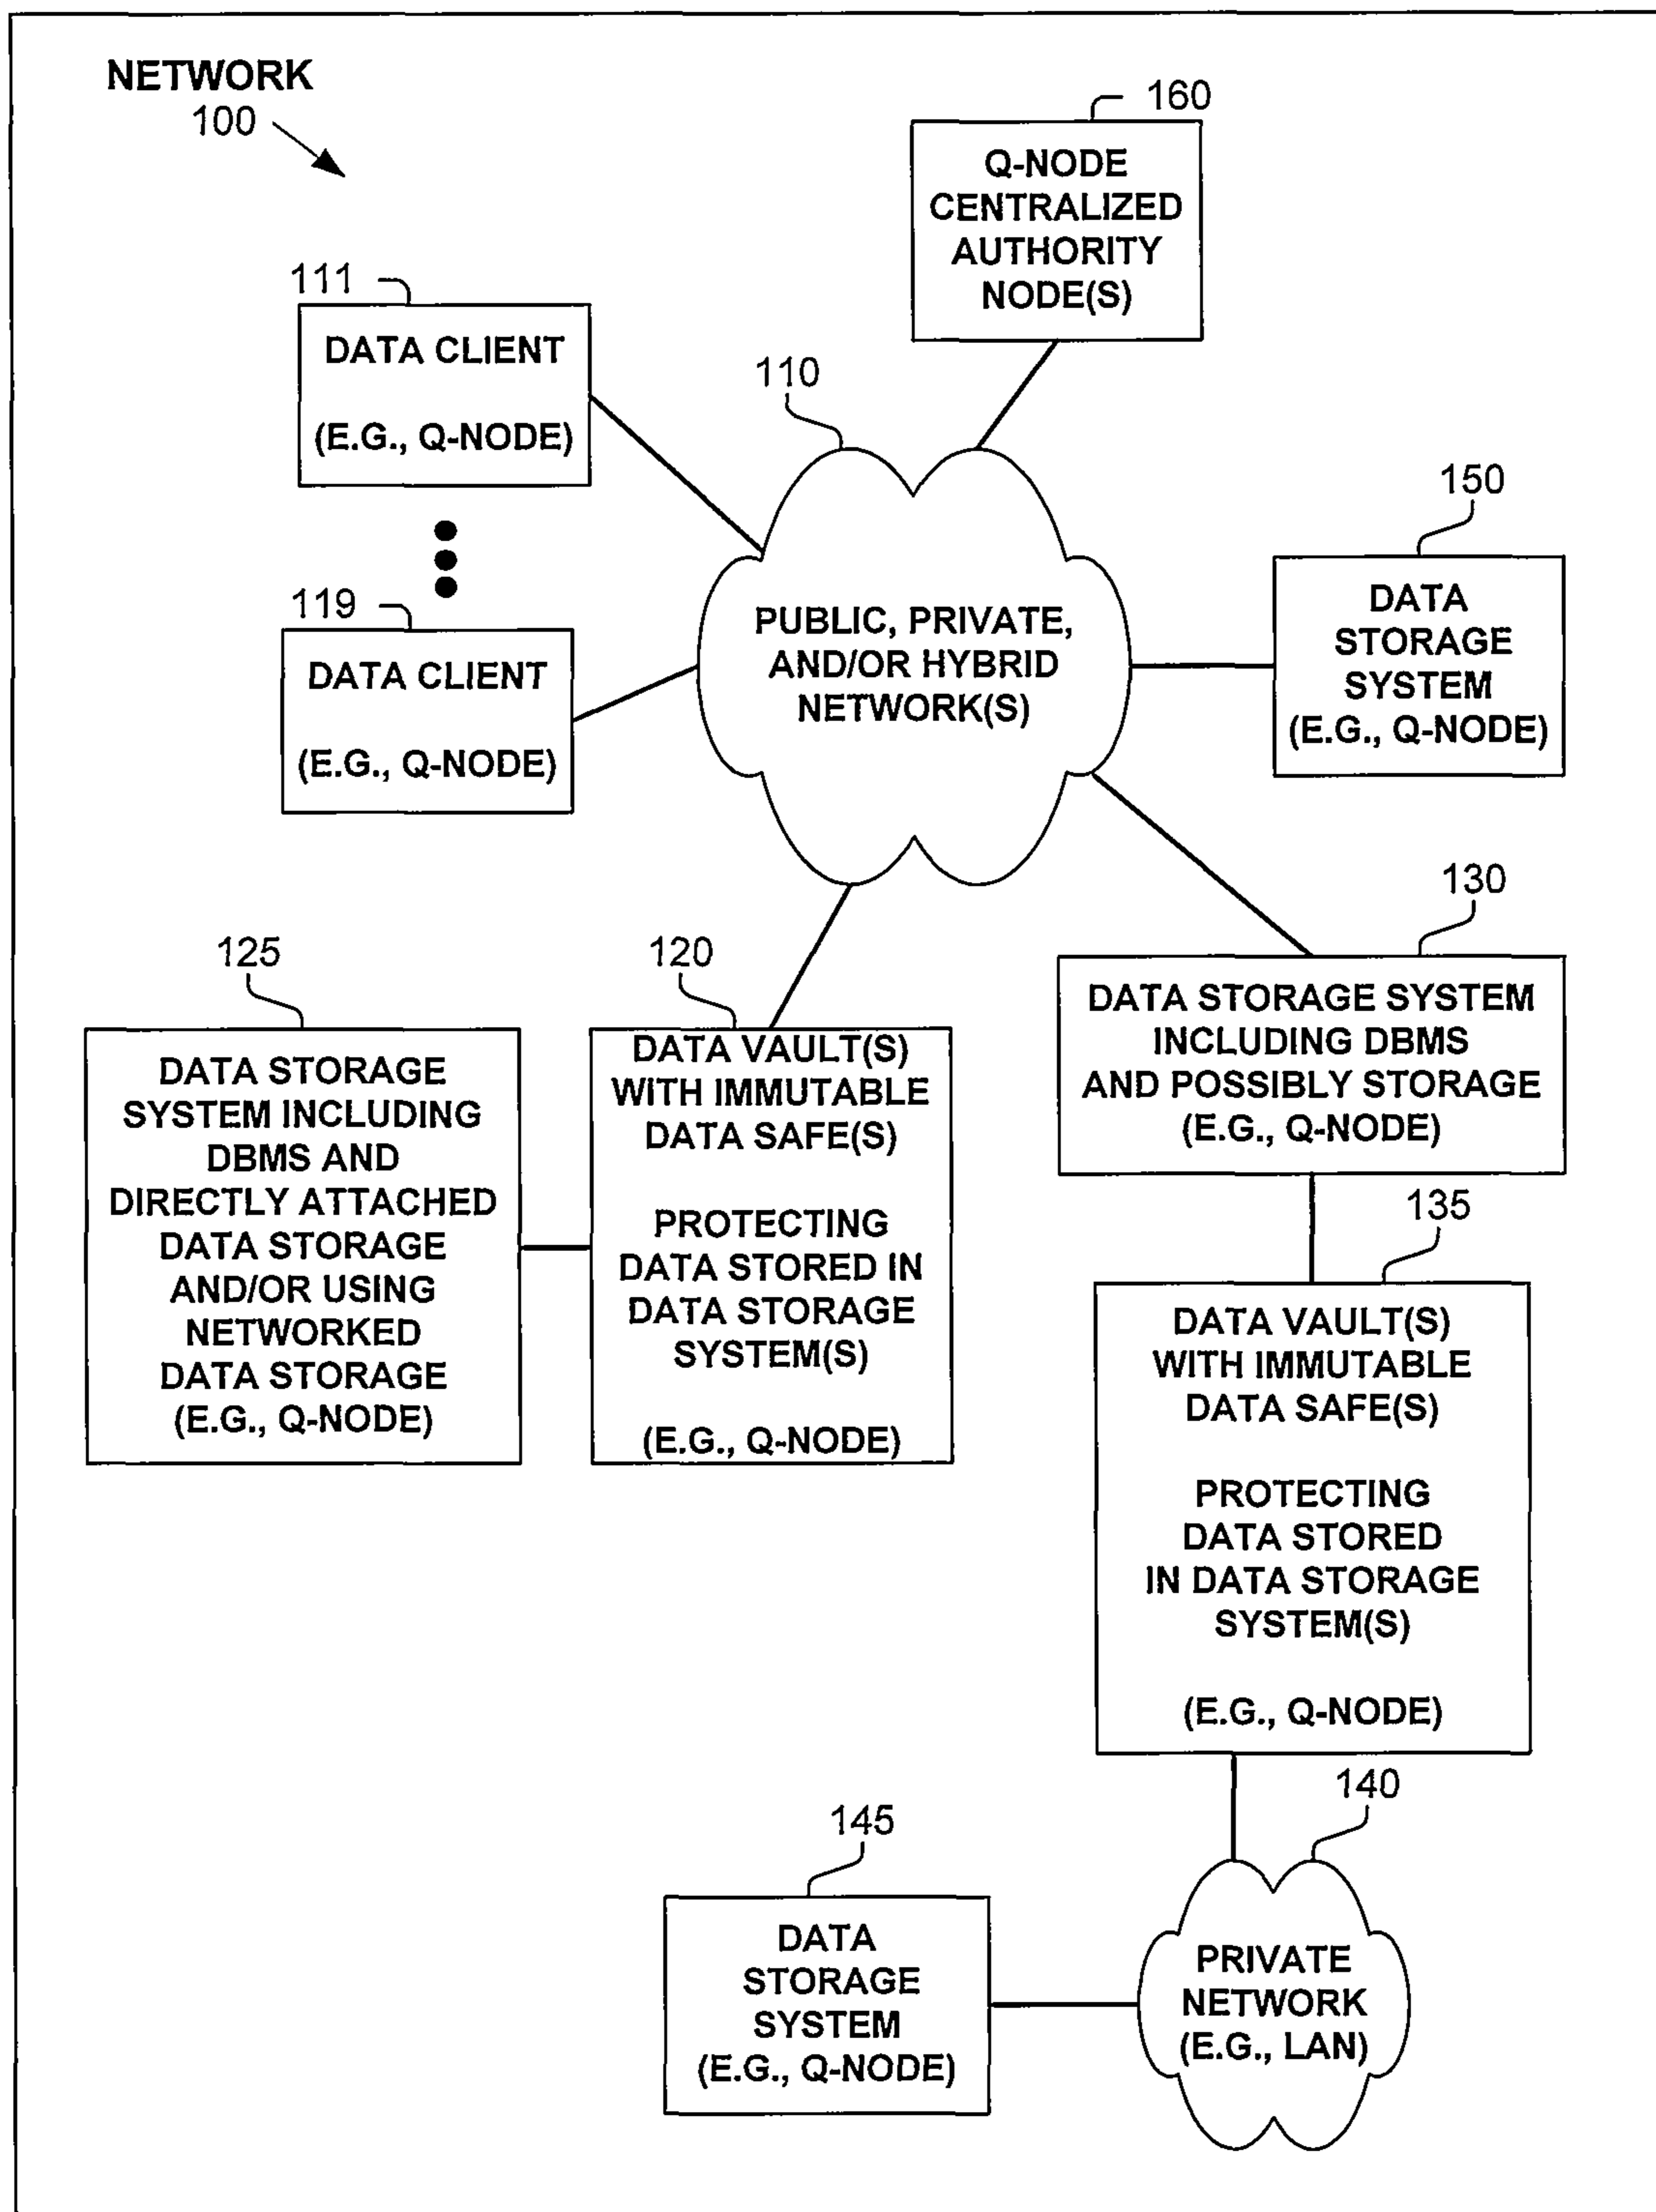 NETWORK
100
160
Q-NODE
CENTRALIZED
AUTHORITY
NODE(S)
111
DATA CLIENT
(E.G., Q-NODE)
119
DATA CLIENT
(E.G., Q-NODE)
110
PUBLIC, PRIVATE,
AND/OR HYBRID
NETWORK(S)
150
DATA
STORAGE
SYSTEM
(E.G., Q-NODE)
125
DATA STORAGE
SYSTEM INCLUDING
DBMS AND
DIRECTLY ATTACHED
DATA STORAGE
AND/OR USING
NETWORKED
DATA STORAGE
(E.G., Q-NODE)
120
DATA VAULT(S)
WITH IMMUTABLE
DATA SAFE(S)
PROTECTING
DATA STORED IN
DATA STORAGE
SYSTEM(S)
(E.G., Q-NODE)
130
DATA STORAGE SYSTEM
INCLUDING DBMS
AND POSSIBLY STORAGE
(E.G., Q-NODE)
135
DATA VAULT(S)
WITH IMMUTABLE
DATA SAFE(S)
PROTECTING
DATA STORED
IN DATA STORAGE
SYSTEM(S)
(E.G., Q-NODE)
145
DATA
STORAGE
SYSTEM
(E.G., Q-NODE)
140
PRIVATE
NETWORK
(E.G., LAN)